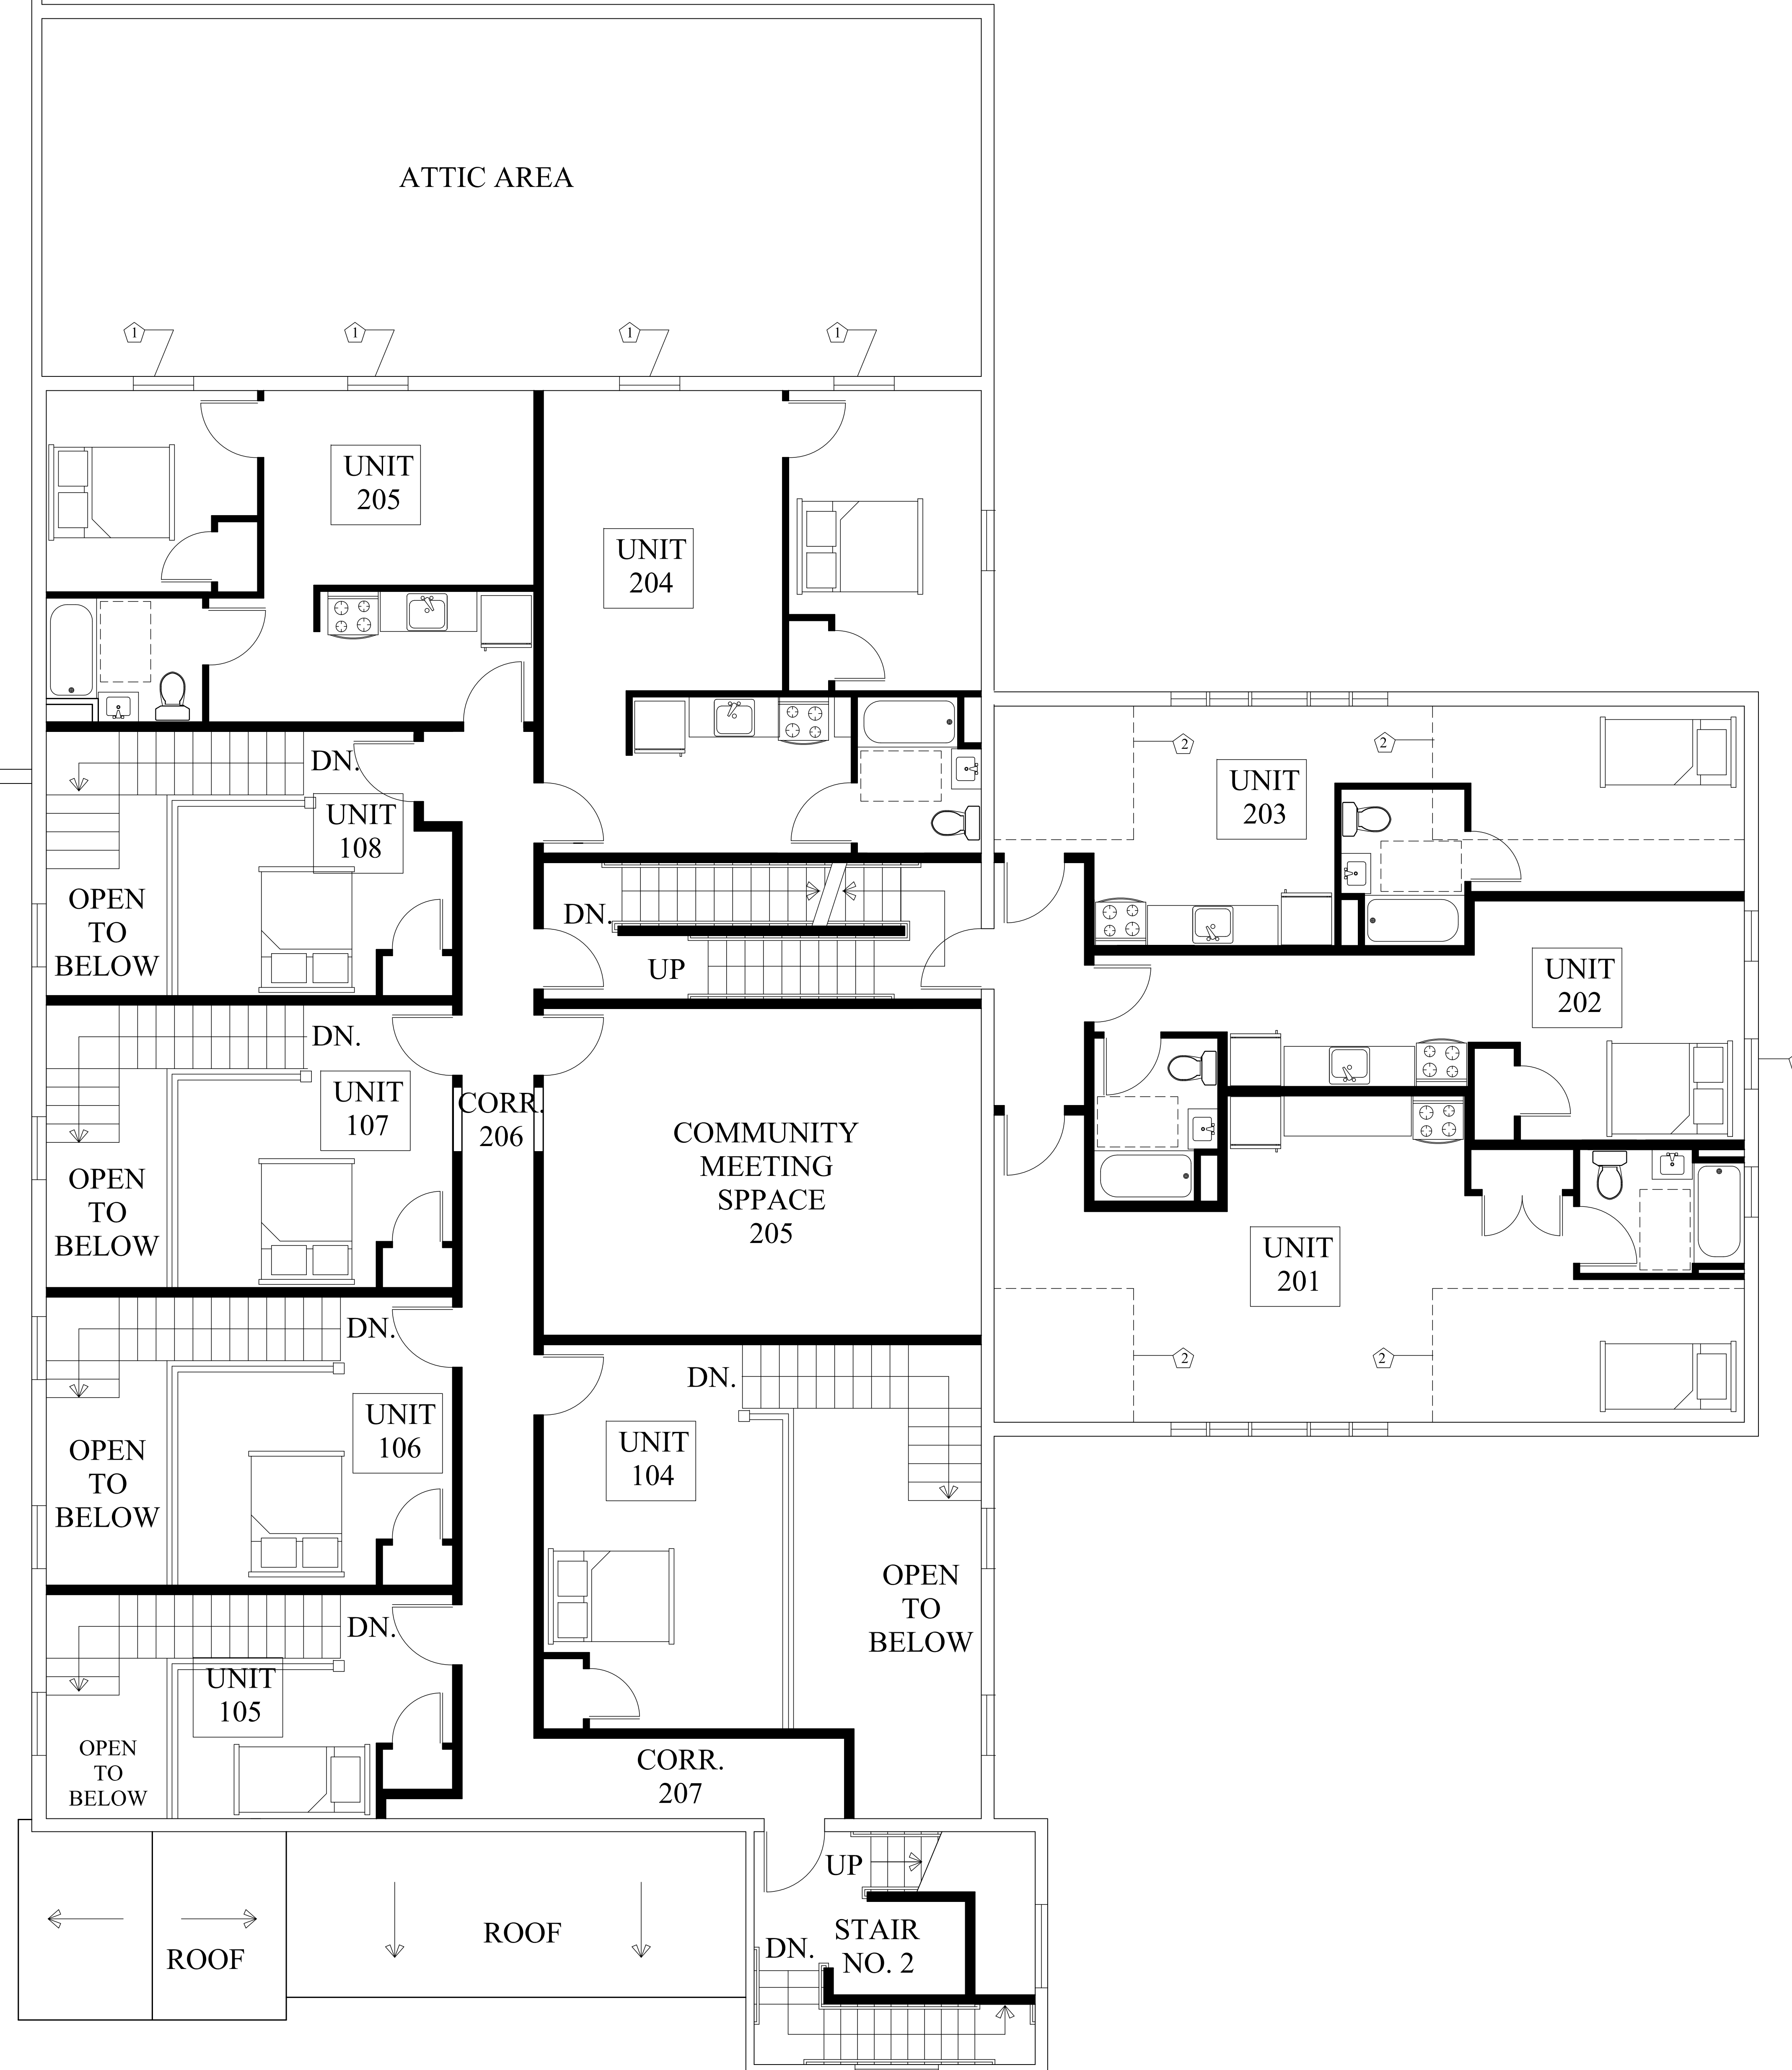 ATTIC AREA
1
1
1
1
UNIT
205
UNIT
204
DN.
UNIT
108
OPEN
TO
BELOW
2
2
UNIT
203
DN.
UP
UNIT
202
DN.
UNIT
107
OPEN
TO
BELOW
CORR.
206
COMMUNITY
MEETING
SPPACE
205
UNIT
201
2
2
DN.
UNIT
106
OPEN
TO
BELOW
DN.
UNIT
104
OPEN
TO
BELOW
DN.
UNIT
105
OPEN
TO
BELOW
CORR.
207
UP
STAIR
NO. 2
DN.
ROOF
ROOF